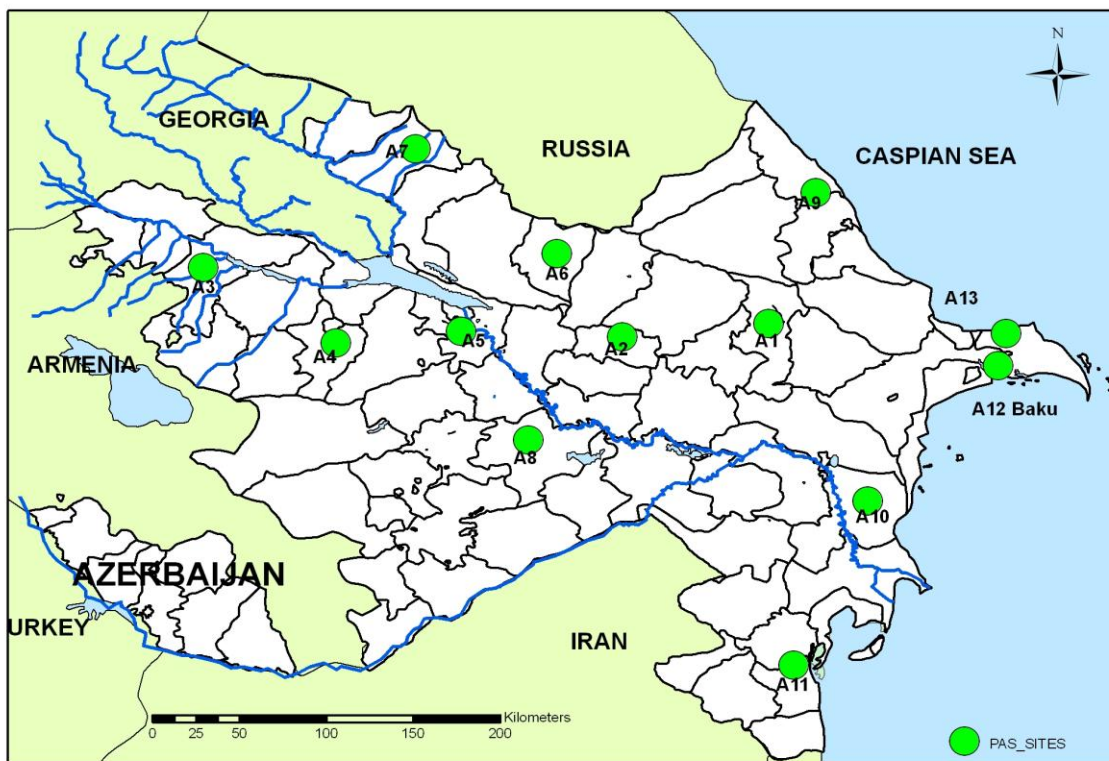 N
GEORGIA
RUSSIA
CASPIAN SEA
A7
A9
A6
A3
A13
A1
A5
A2
A4
ARMENIA
A12 Baku
A8
A10
AZERBAIJAN
URKEY
IRAN
A11
Kilometers
0 25 50 100 150 200
PAS_SITES